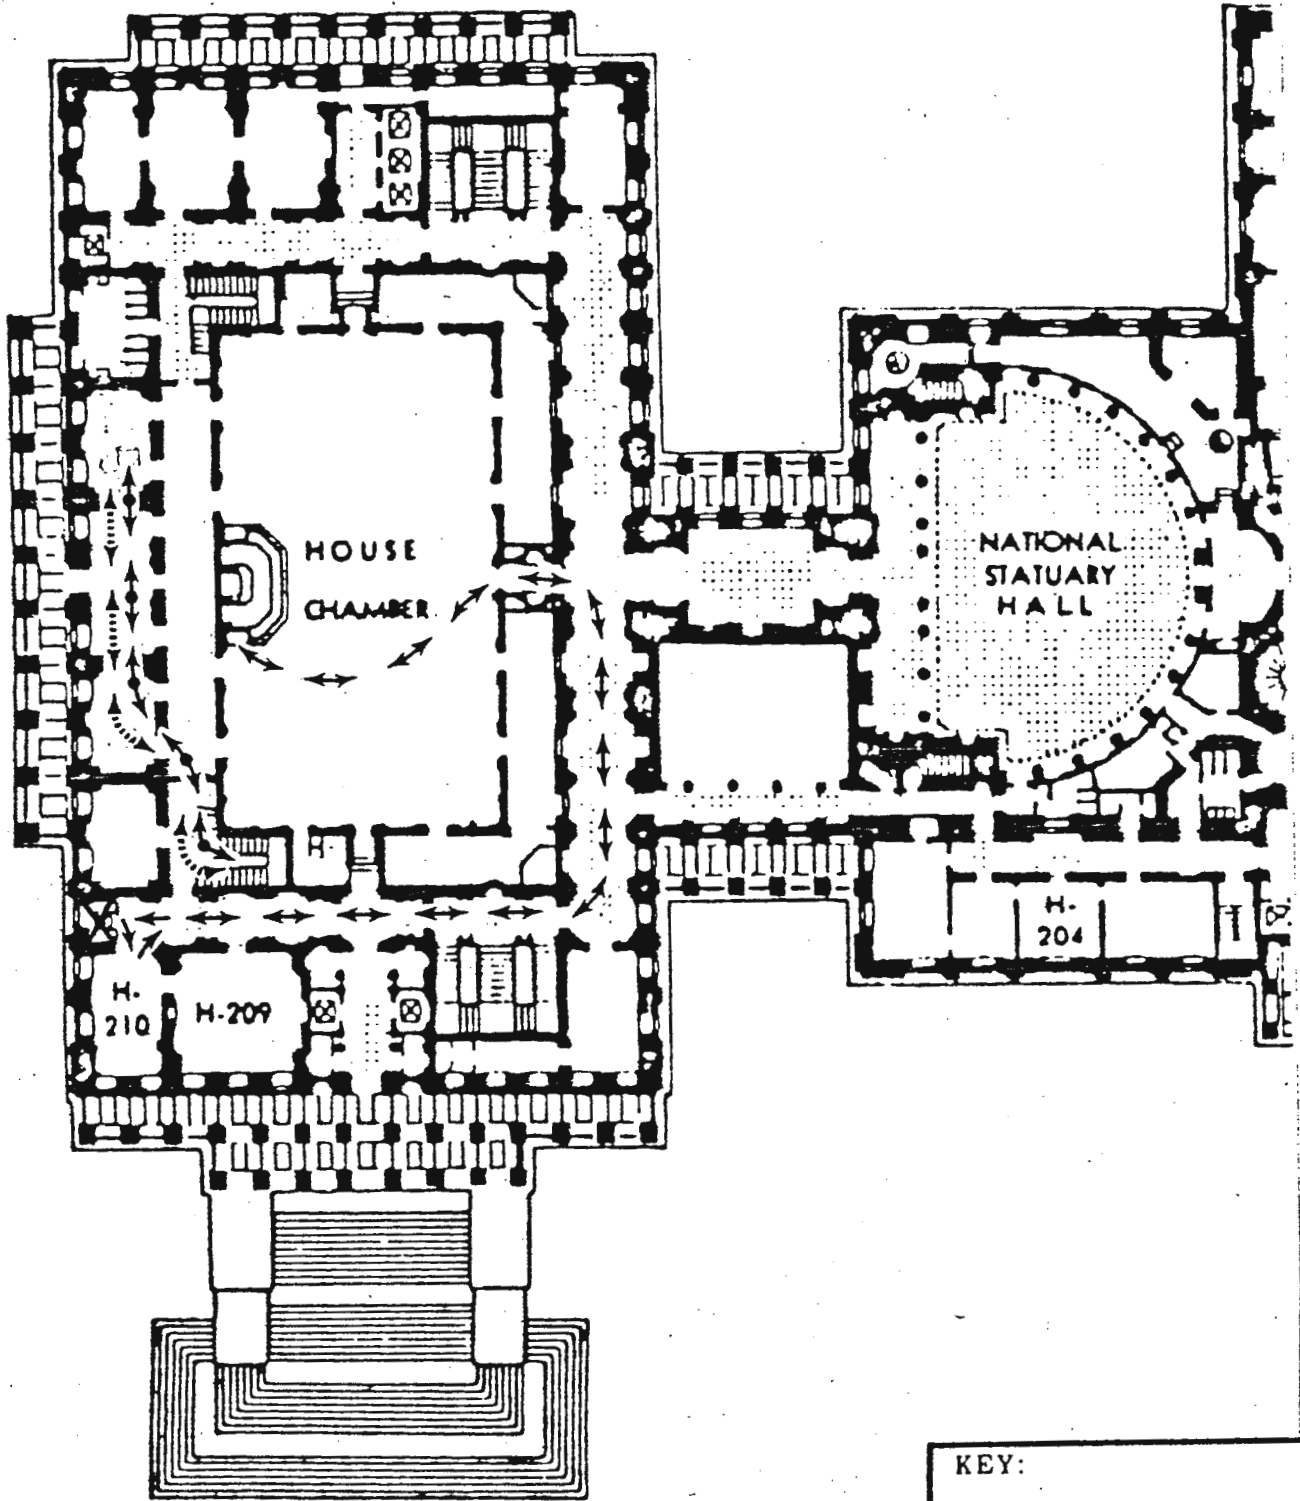 HOUSE
CHAMBER
NATIONAL
STATUARY
HALL
H-
H-
204
H-
210
H-209
KEY: